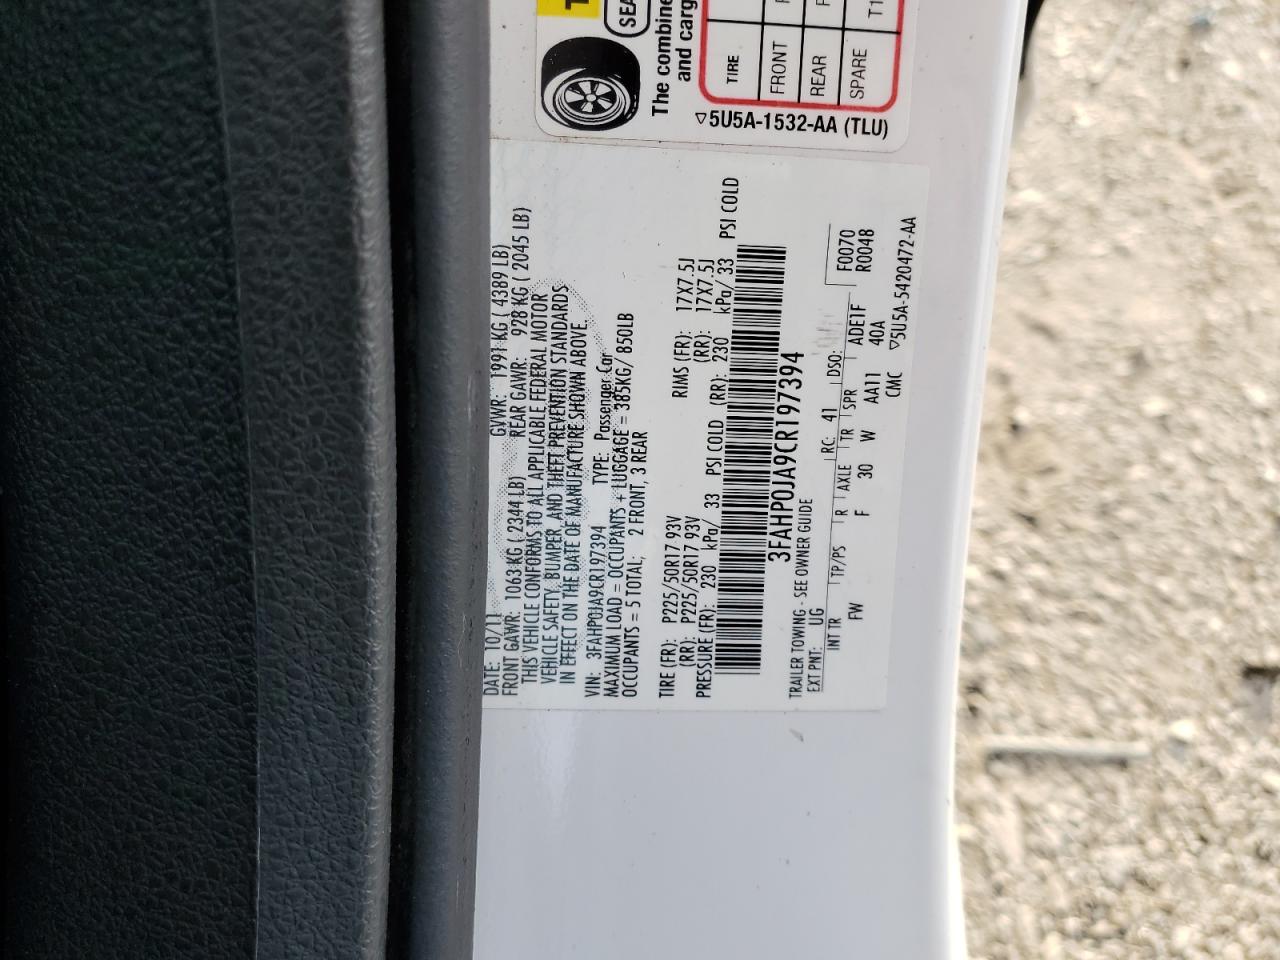 SEA
The combine
and carg
TIRE
FRONT
REAR
SPARE T1
▽5U5A-1532-AA (TLU)
DATE: 10/11 GVWR: 1991 KG ( 4389 LB)
FRONT GAWR: 1063 KG ( 2344 LB) REAR GAWR: 928 KG ( 2045 LB)
THIS VEHICLE CONFORMS TO ALL APPLICABLE FEDERAL MOTOR
VEHICLE SAFETY, BUMPER, AND THEFT PREVENTION STANDARDS
IN EFFECT ON THE DATE OF MANUFACTURE SHOWN ABOVE.
VIN: 3FAHP0JA9CR197394 TYPE: Passenger Car
MAXIMUM LOAD = OCCUPANTS + LUGGAGE = 385KG/ 850LB
OCCUPANTS = 5 TOTAL; 2 FRONT, 3 REAR
TIRE (FR): P225/50R17 93V RIMS (FR): 17X7.5J
(RR): P225/50R17 93V (RR): 17X7.5J
PRESSURE (FR): 230 kPa/ 33 PSI COLD (RR): 230 kPa/ 33 PSI COLD
3FAHP0JA9CR197394
TRAILER TOWING - SEE OWNER GUIDE
F0070
R0048
EXT PNT: UG RC: 41 DSO:
INT TR TP/PS R AXLE TR SPR ADE1F
FW F 30 W AA11 40A
CMC ▽5U5A-5420472-AA